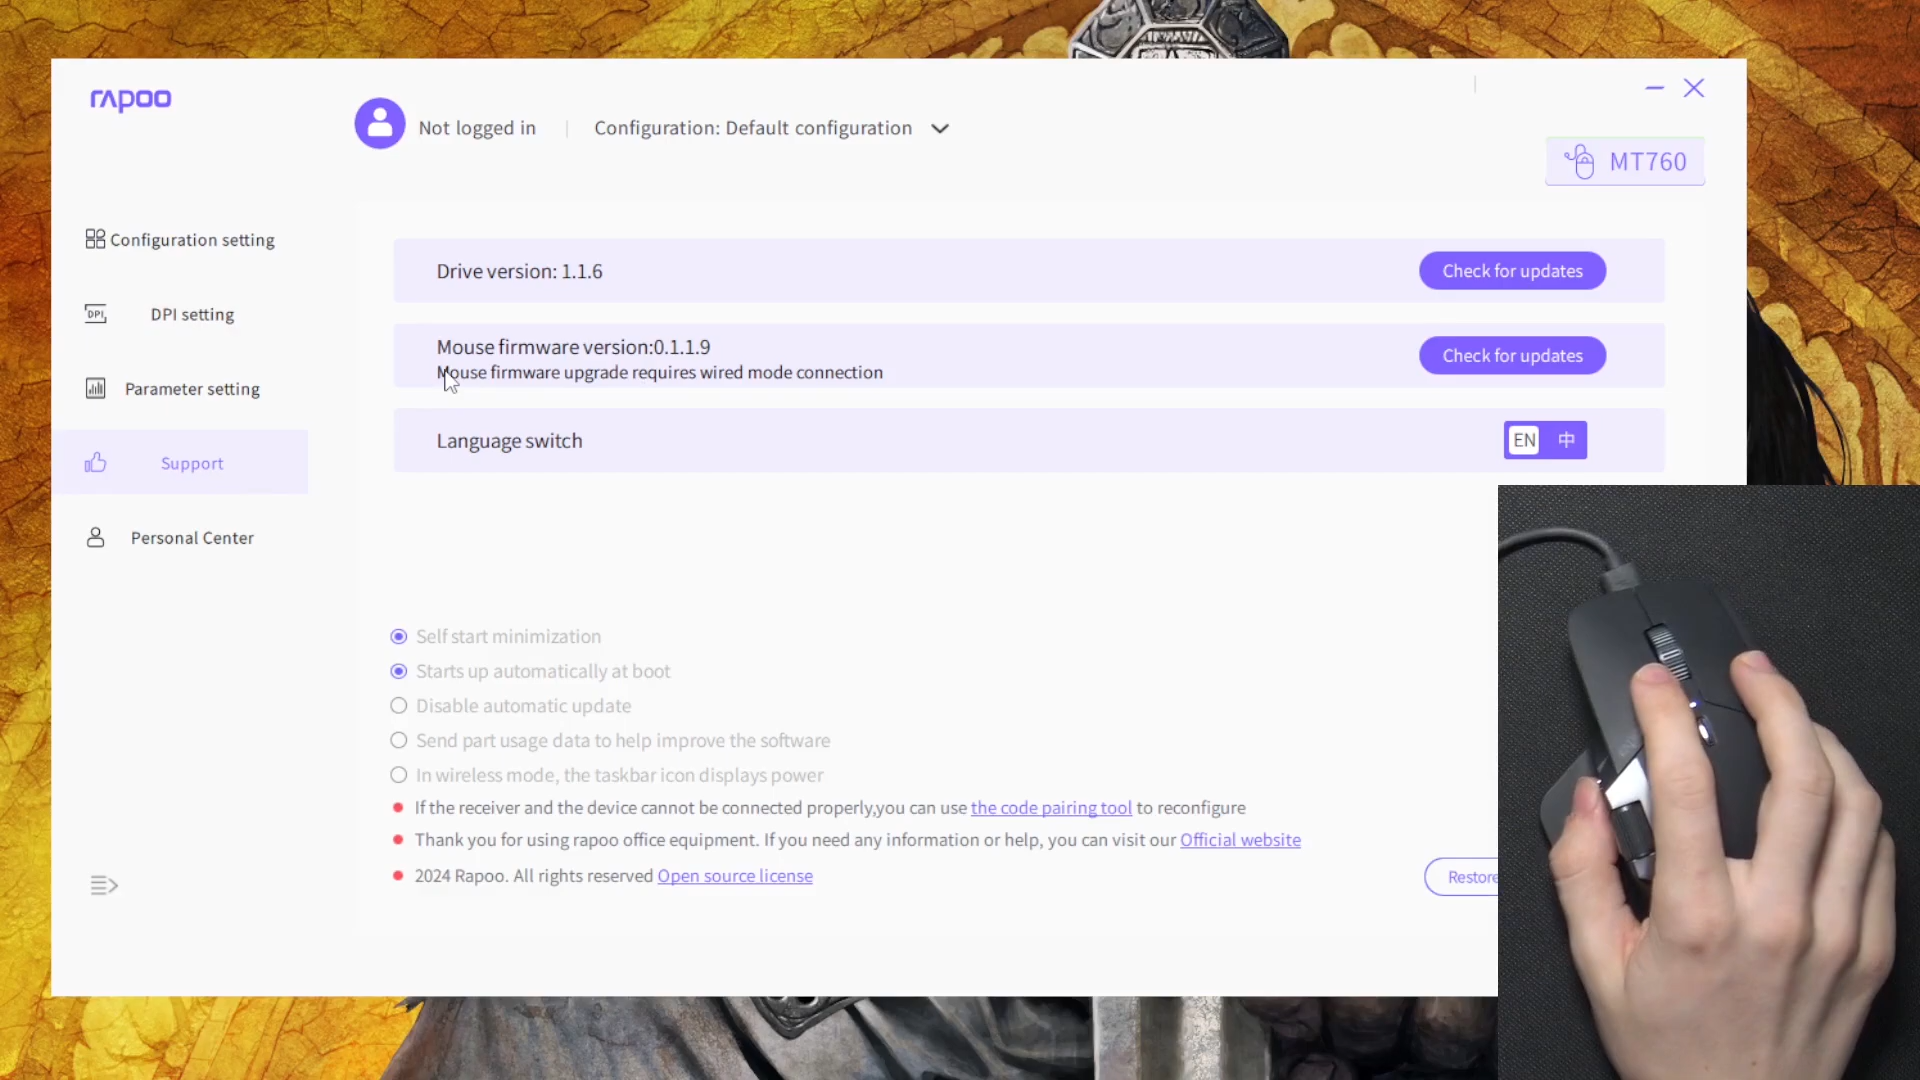 rapoo
Not logged in
Configuration: Default configuration
MT760
Configuration setting
DPI
DPI setting
Parameter setting
Support
Personal Center
Drive version: 1.1.6
Check for updates
Mouse firmware version:0.1.1.9
Mouse firmware upgrade requires wired mode connection
Check for updates
Language switch
EN 中
Self start minimization
Starts up automatically at boot
Disable automatic update
Send part usage data to help improve the software
In wireless mode, the taskbar icon displays power
If the receiver and the device cannot be connected properly,you can use the code pairing tool to reconfigure
Thank you for using rapoo office equipment. If you need any information or help, you can visit our Official website
2024 Rapoo. All rights reserved Open source license
Restore